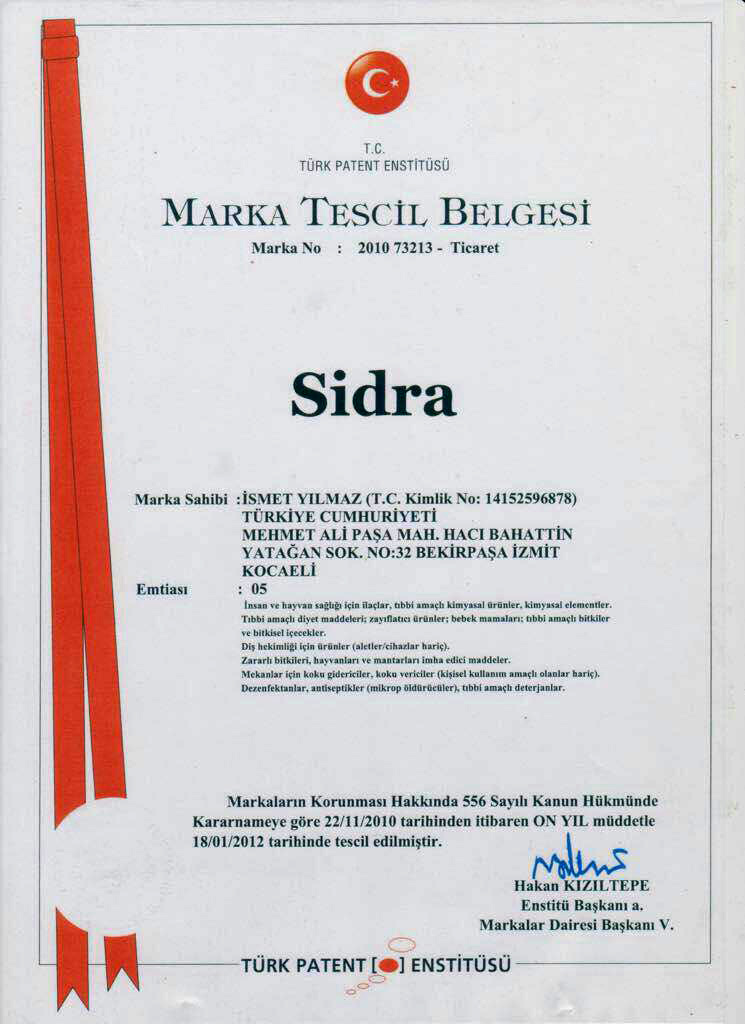 T.C.
TÜRK PATENT ENSTİTÜSÜ
MARKA TESCİL BELGESİ
Marka No : 2010 73213 - Ticaret
Sidra
Marka Sahibi :İSMET YILMAZ (T.C. Kimlik No: 14152596878)
TÜRKİYE CUMHURİYETİ
MEHMET ALİ PAŞA MAH. HACI BAHATTİN
YATAĞAN SOK. NO:32 BEKİRPAŞA İZMİT
KOCAELİ
Emtiası : 05
İnsan ve hayvan sağlığı için ilaçlar, tıbbi amaçlı kimyasal ürünler, kimyasal elementler.
Tıbbi amaçlı diyet maddeleri; zayıflatıcı ürünler; bebek mamaları; tıbbi amaçlı bitkiler
ve bitkisel içecekler.
Diş hekimliği için ürünler (aletler/cihazlar hariç).
Zararlı bitkileri, hayvanları ve mantarları imha edici maddeler.
Mekanlar için koku gidericiler, koku vericiler (kişisel kullanım amaçlı olanlar hariç).
Dezenfektanlar, antiseptikler (mikrop öldürücüler), tıbbi amaçlı deterjanlar.
Markaların Korunması Hakkında 556 Sayılı Kanun Hükmünde
Kararnameye göre 22/11/2010 tarihinden itibaren ON YIL müddetle
18/01/2012 tarihinde tescil edilmiştir.
Hakan KIZILTEPE
Enstitü Başkanı a.
Markalar Dairesi Başkanı V.
TÜRK PATENT [ ] ENSTİTÜSÜ